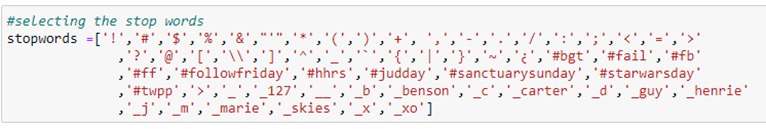 #selecting the stop words
stopwords =['!','#','$','%','&',"'",'*','(',')','+', ',','-','.','/',':',';','<','=','>'
,'?','@','[','\\',']','^','_','`','{','|','}','~','¿','#bgt','#fail','#fb'
,'#ff','#followfriday','#hhrs','#judday','#sanctuarysunday','#starwarsday'
,'#twpp','>','_','_127','__','_b','_benson','_c','_carter','_d','_guy','_henrie'
,'_j','_m','_marie','_skies','_x','_xo']